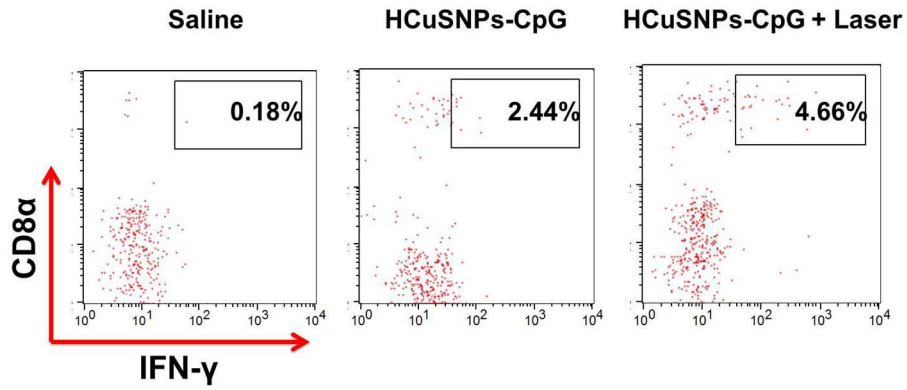 Saline
HCuSNPs-CpG
HCuSNPs-CpG + Laser
0.18%
2.44%
4.66%
CD8α
10⁰ 10¹ 10² 10³ 10⁴
10⁰ 10¹ 10² 10³ 10⁴
10⁰ 10¹ 10² 10³ 10⁴
IFN-γ